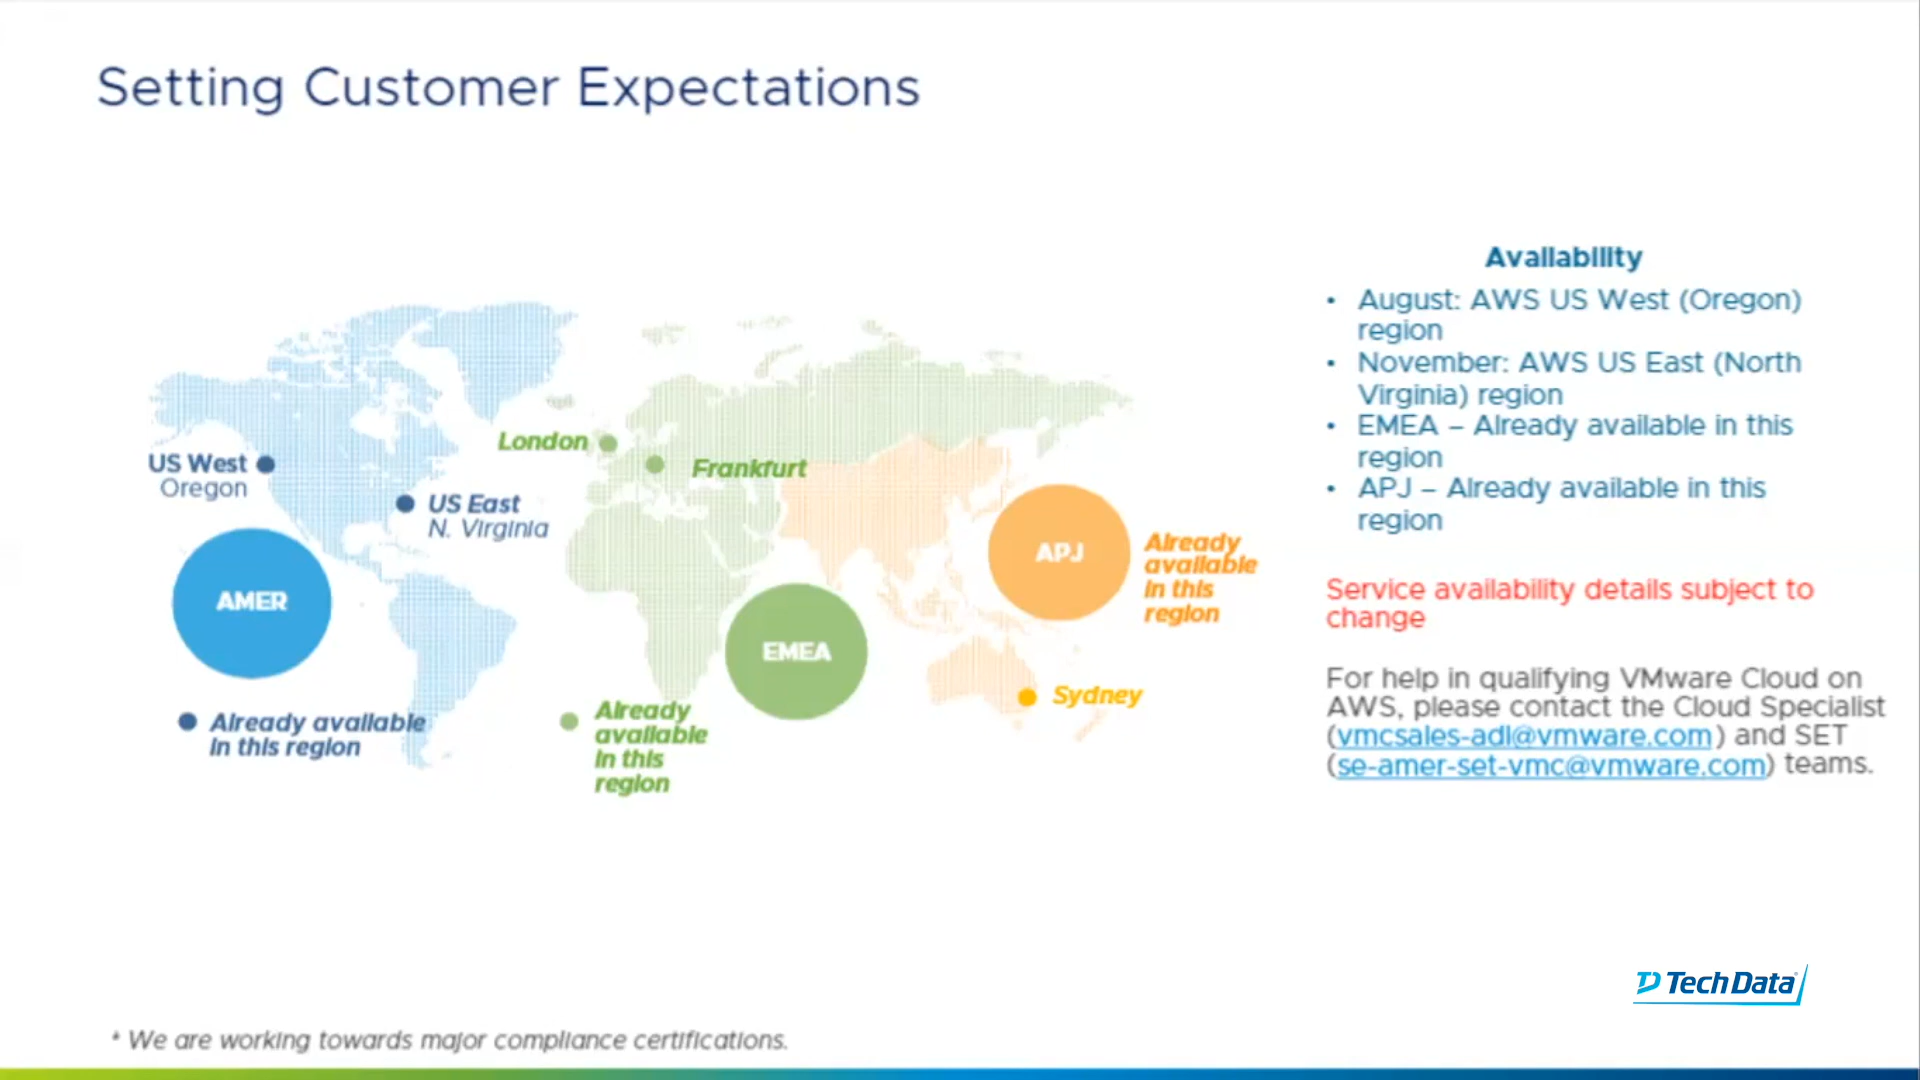 Setting Customer Expectations
US West
Oregon
US East
N. Virginia
London
Frankfurt
AMER
EMEA
APJ
Already
available
in this
region
Sydney
Already available
in this region
Already
available
in this
region
Availability
• August: AWS US West (Oregon)
region
• November: AWS US East (North
Virginia) region
• EMEA – Already available in this
region
• APJ – Already available in this
region
Service availability details subject to
change
For help in qualifying VMware Cloud on
AWS, please contact the Cloud Specialist
(vmcsales-adl@vmware.com) and SET
(se-amer-set-vmc@vmware.com) teams.
Tech Data
* We are working towards major compliance certifications.